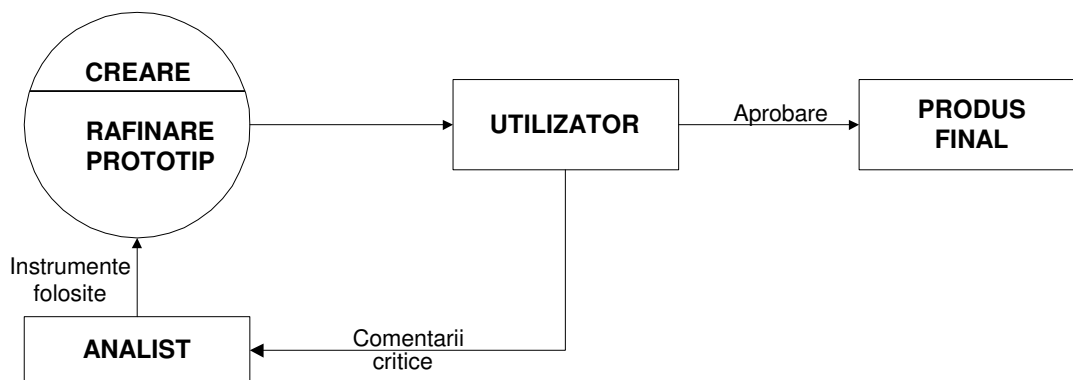 CREARE
RAFINARE
PROTOTIP
UTILIZATOR
Aprobare
PRODUS
FINAL
Instrumente
folosite
ANALIST
Comentarii
critice